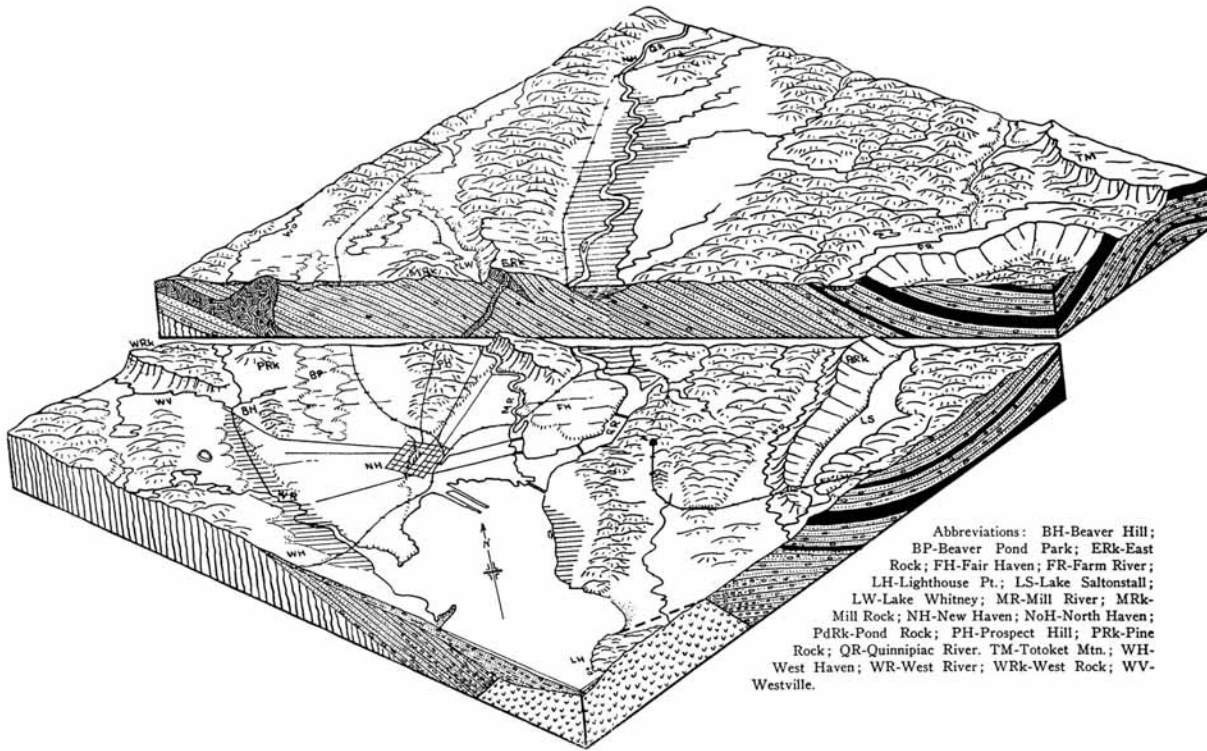 NH
QR
TM
FR
LW
ERk
MRk
WRk
PRk
BP
PH
WV
BH
MR
FH
QR
LS
NH
WR
WH
N
LH
Abbreviations: BH-Beaver Hill;
BP-Beaver Pond Park; ERk-East
Rock; FH-Fair Haven; FR-Farm River;
LH-Lighthouse Pt.; LS-Lake Saltonstall;
LW-Lake Whitney; MR-Mill River; MRk-
Mill Rock; NH-New Haven; NoH-North Haven;
PdRk-Pond Rock; PH-Prospect Hill; PRk-Pine
Rock; QR-Quinnipiac River. TM-Totoket Mtn.; WH-
West Haven; WR-West River; WRk-West Rock; WV-
Westville.